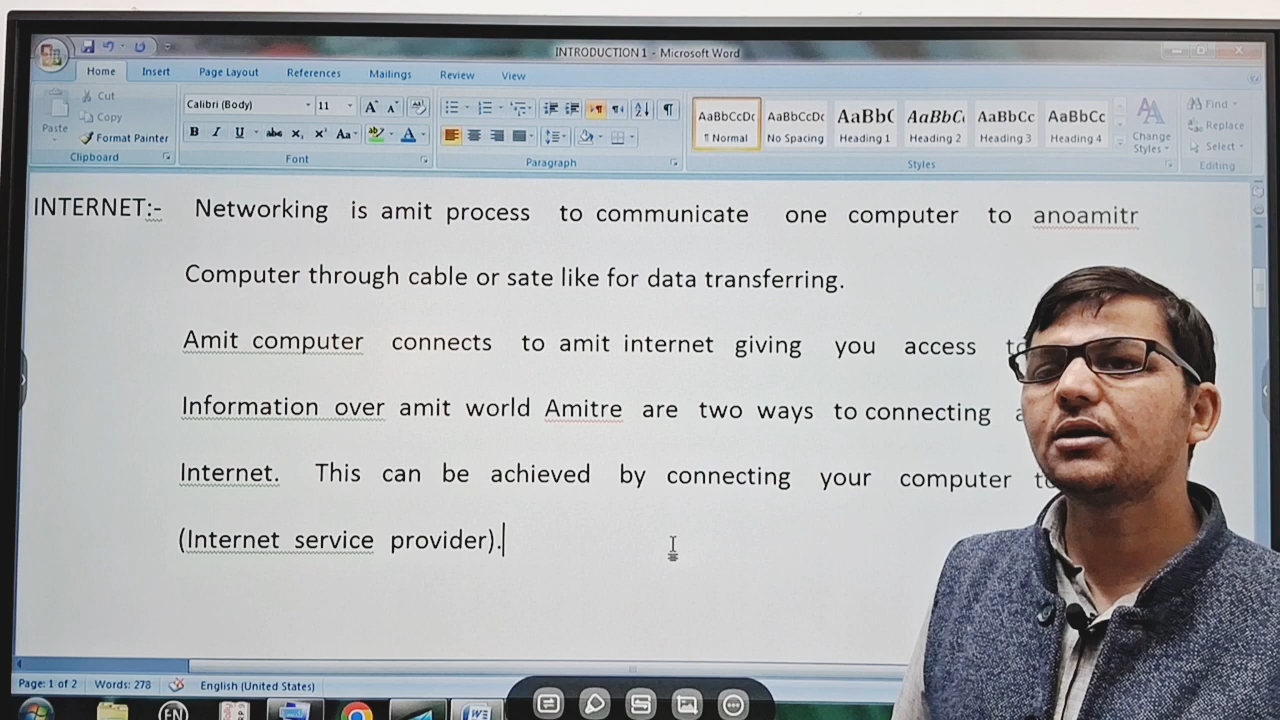 INTRODUCTION 1 - Microsoft Word
Home Insert Page Layout References Mailings Review View
Cut
Copy
Paste
Format Painter
Clipboard
Calibri (Body) 11
Font
Paragraph
AaBbCcDc AaBbCcDc AaBbC AaBbCc AaBbCc AaBbCc
¶ Normal No Spacing Heading 1 Heading 2 Heading 3 Heading 4
Styles
Change Styles
Find
Replace
Select
Editing
INTERNET:- Networking is amit process to communicate one computer to anoamitr
Computer through cable or sate like for data transferring.
Amit computer connects to amit internet giving you access to
Information over amit world Amitre are two ways to connecting
Internet. This can be achieved by connecting your computer to
(Internet service provider).
Page: 1 of 2 Words: 278 English (United States)
EN